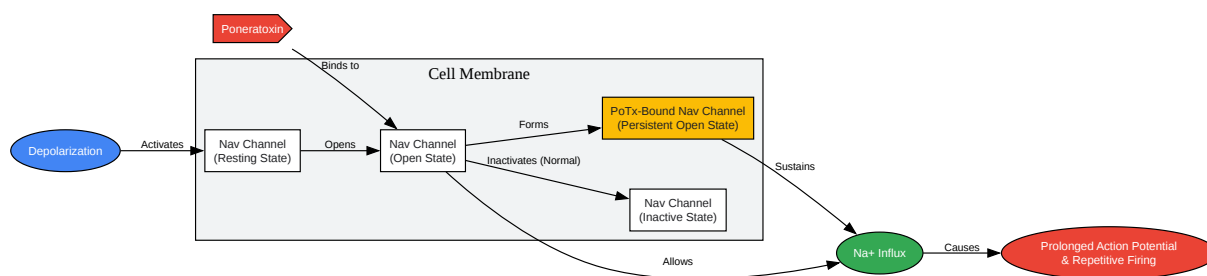 Poneratoxin
Binds to
Cell Membrane
PoTx-Bound Nav Channel
(Persistent Open State)
Forms
Depolarization
Activates
Nav Channel
(Resting State)
Opens
Nav Channel
(Open State)
Inactivates (Normal)
Sustains
Nav Channel
(Inactive State)
Allows
Na+ Influx
Causes
Prolonged Action Potential
& Repetitive Firing